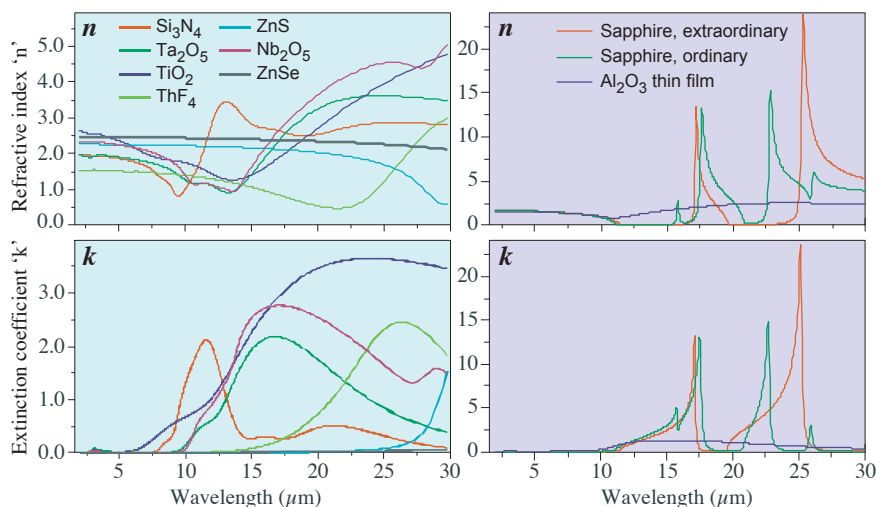 n
Si₃N₄
Ta₂O₅
TiO₂
ThF₄
ZnS
Nb₂O₅
ZnSe
Refractive index ‘n’
5.0
4.0
3.0
2.0
1.0
0.0
n
Sapphire, extraordinary
Sapphire, ordinary
Al₂O₃ thin film
20
15
10
5
0
k
Extinction coefficient ‘k’
3.0
2.0
1.0
0.0
5 10 15 20 25 30
Wavelength (µm)
k
20
15
10
5
0
5 10 15 20 25 30
Wavelength (µm)